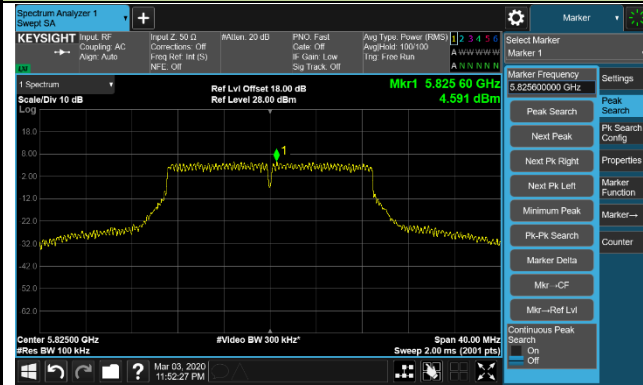 Spectrum Analyzer 1
Swept SA
KEYSIGHT
Input: RF
Coupling: AC
Align: Auto
Input Z: 50 Ω
Corrections: Off
Freq Ref: Int (S)
NFE: Off
#Atten: 20 dB
PNO: Fast
Gate: Off
IF Gain: Low
Sig Track: Off
Avg Type: Power (RMS)
Avg|Hold: 100/100
Trig: Free Run
1 2 3 4 5 6
A W W W W W
A N N N N N
LW
1 Spectrum
Scale/Div 10 dB
Log
Ref Lvl Offset 18.00 dB
Ref Level 28.00 dBm
Mkr1 5.825 60 GHz
4.591 dBm
18.0
8.00
1
-2.00
-12.0
-22.0
-32.0
-42.0
-52.0
-62.0
Center 5.82500 GHz
#Res BW 100 kHz
#Video BW 300 kHz*
Span 40.00 MHz
Sweep 2.00 ms (2001 pts)
Mar 03, 2020
11:52:27 PM
Marker
Select Marker
Marker 1
Marker Frequency
5.825600000 GHz
Peak Search
Next Peak
Next Pk Right
Next Pk Left
Minimum Peak
Pk-Pk Search
Marker Delta
Mkr→CF
Mkr→Ref Lvl
Continuous Peak
Search
On
Off
Settings
Peak
Search
Pk Search
Config
Properties
Marker
Function
Marker→
Counter